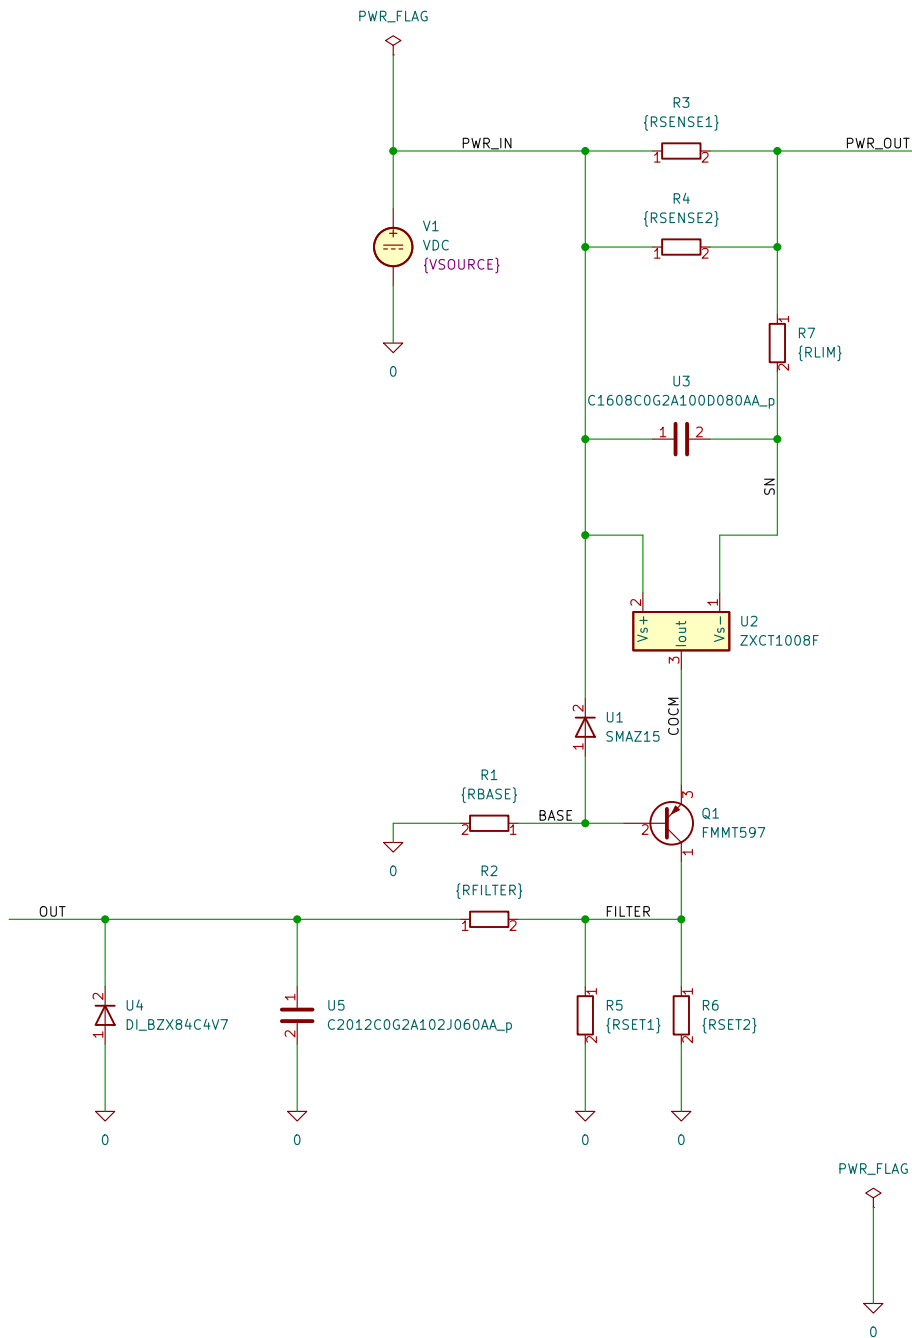 PWR_FLAG
R3
{RSENSE1}
PWR_IN
1
2
PWR_OUT
R4
{RSENSE2}
1
2
V1
VDC
{VSOURCE}
+
0
1
R7
{RLIM}
2
U3
C1608C0G2A100D080AA_p
1
2
SN
2
1
Vs+
Iout
Vs-
U2
ZXCT1008F
3
COCM
2
U1
SMAZ15
1
R1
{RBASE}
2
1
BASE
0
3
2
Q1
FMMT597
1
R2
{RFILTER}
OUT
1
2
FILTER
2
U4
DI_BZX84C4V7
1
1
U5
C2012C0G2A102J060AA_p
2
1
R5
{RSET1}
2
1
R6
{RSET2}
2
0
0
0
0
PWR_FLAG
0